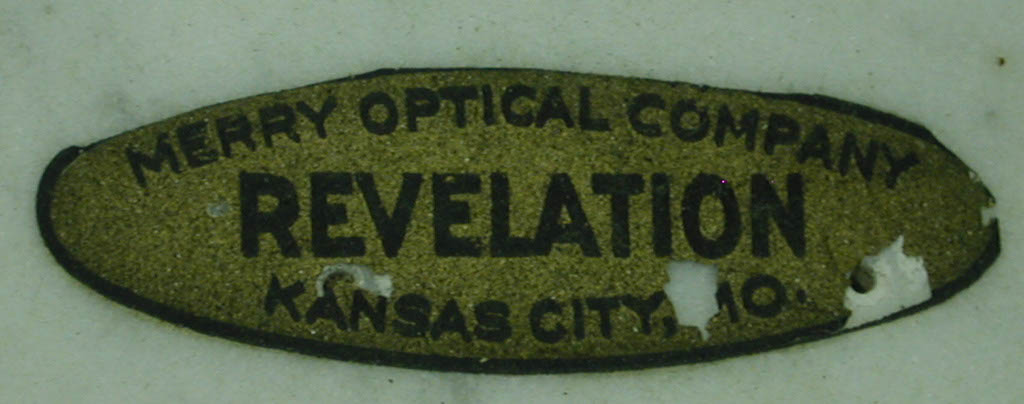 MERRY OPTICAL COMPANY
REVELATION
KANSAS CITY, MO.